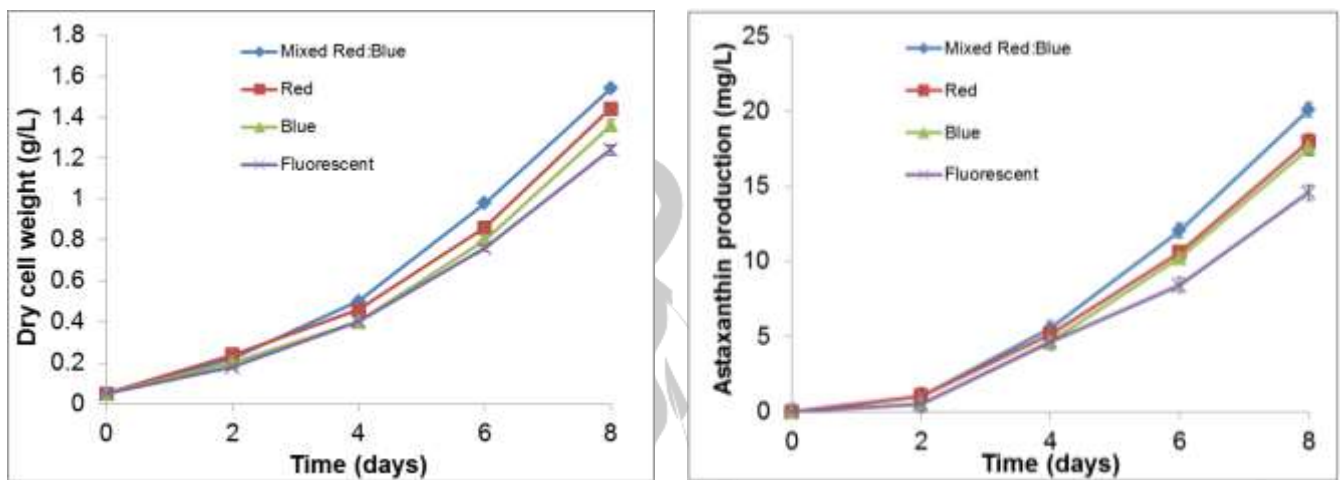 1.8
1.6
1.4
1.2
1
0.8
0.6
0.4
0.2
0
Dry cell weight (g/L)
Mixed Red:Blue
Red
Blue
Fluorescent
0 2 4 6 8
Time (days)
25
20
15
10
5
0
Astaxanthin production (mg/L)
Mixed Red:Blue
Red
Blue
Fluorescent
0 2 4 6 8
Time (days)